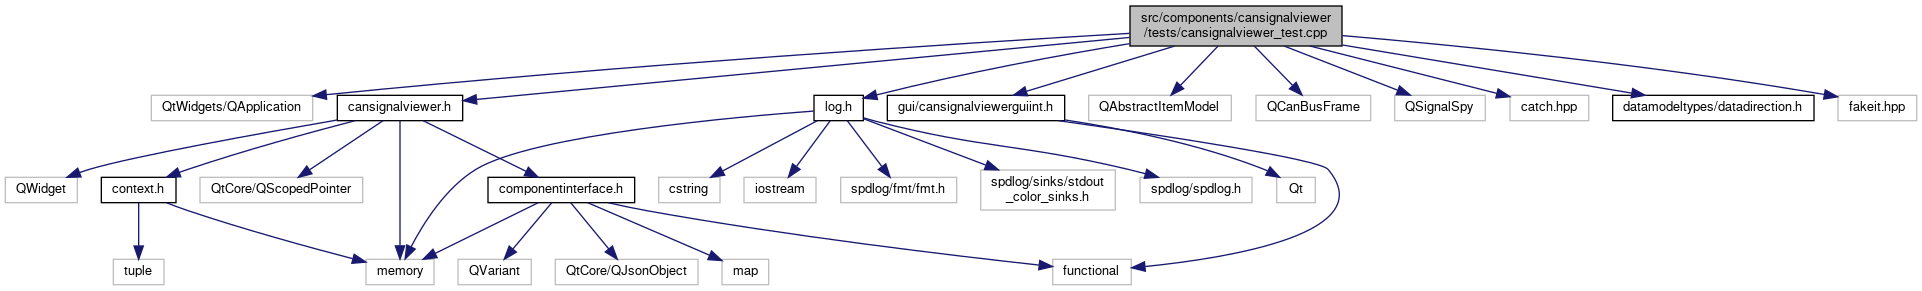 src/components/cansignalviewer
/tests/cansignalviewer_test.cpp
QtWidgets/QApplication
cansignalviewer.h
log.h
gui/cansignalviewerguiint.h
QAbstractItemModel
QCanBusFrame
QSignalSpy
catch.hpp
datamodeltypes/datadirection.h
fakeit.hpp
QWidget
context.h
QtCore/QScopedPointer
componentinterface.h
cstring
iostream
spdlog/fmt/fmt.h
spdlog/sinks/stdout
_color_sinks.h
spdlog/spdlog.h
Qt
tuple
memory
QVariant
QtCore/QJsonObject
map
functional